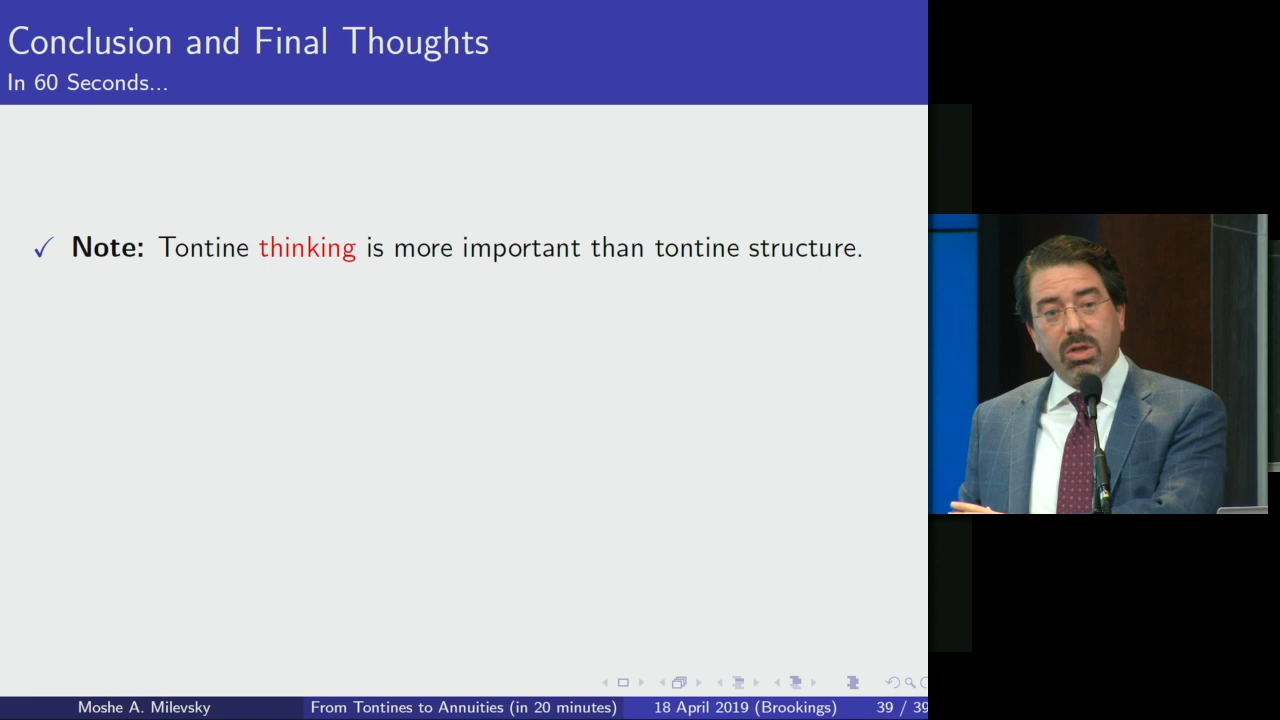 Conclusion and Final Thoughts
In 60 Seconds...
✓ Note: Tontine thinking is more important than tontine structure.
Moshe A. Milevsky From Tontines to Annuities (in 20 minutes) 18 April 2019 (Brookings) 39 / 39